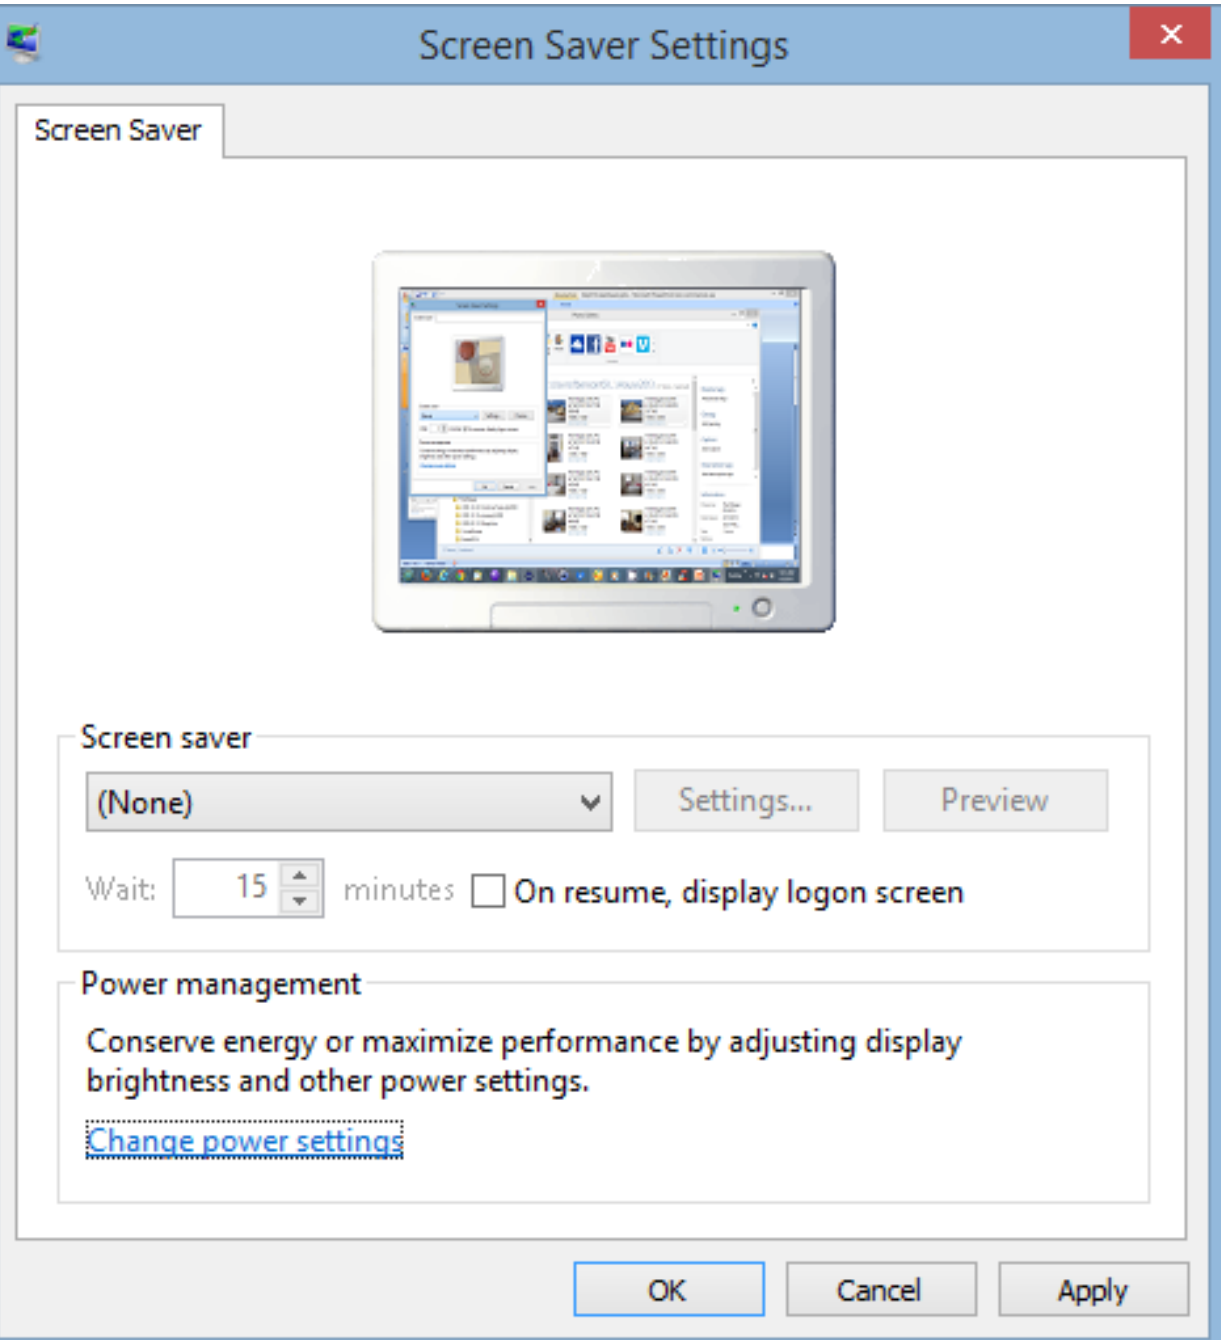 Screen Saver Settings
Screen Saver
Screen saver
(None)
Settings...
Preview
Wait: 15 minutes
On resume, display logon screen
Power management
Conserve energy or maximize performance by adjusting display
brightness and other power settings.
Change power settings
OK
Cancel
Apply